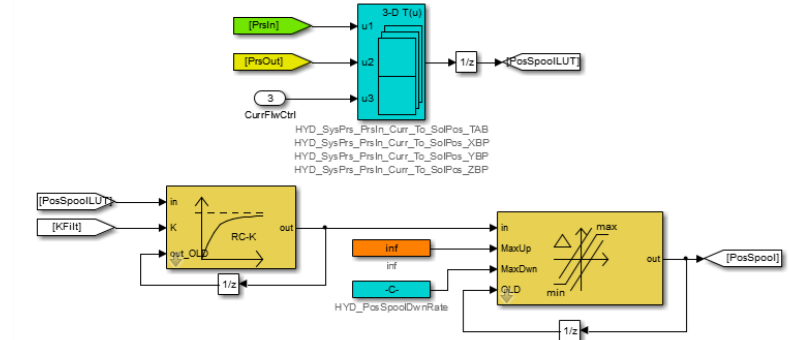 3-D T(u)
[PrsIn]
u1
[PrsOut]
u2
1/z
[PosSpoolLUT]
3
u3
CurrFlwCtrl
HYD_SysPrs_PrsIn_Curr_To_SolPos_TAB
HYD_SysPrs_PrsIn_Curr_To_SolPos_XBP
HYD_SysPrs_PrsIn_Curr_To_SolPos_YBP
HYD_SysPrs_PrsIn_Curr_To_SolPos_ZBP
[PosSpoolLUT]
in
[KFilt]
K
RC-K
out
out_OLD
1/z
in
max
inf
MaxUp
inf
-C-
MaxDwn
HYD_PosSpoolDwnRate
OLD
min
out
[PosSpool]
1/z